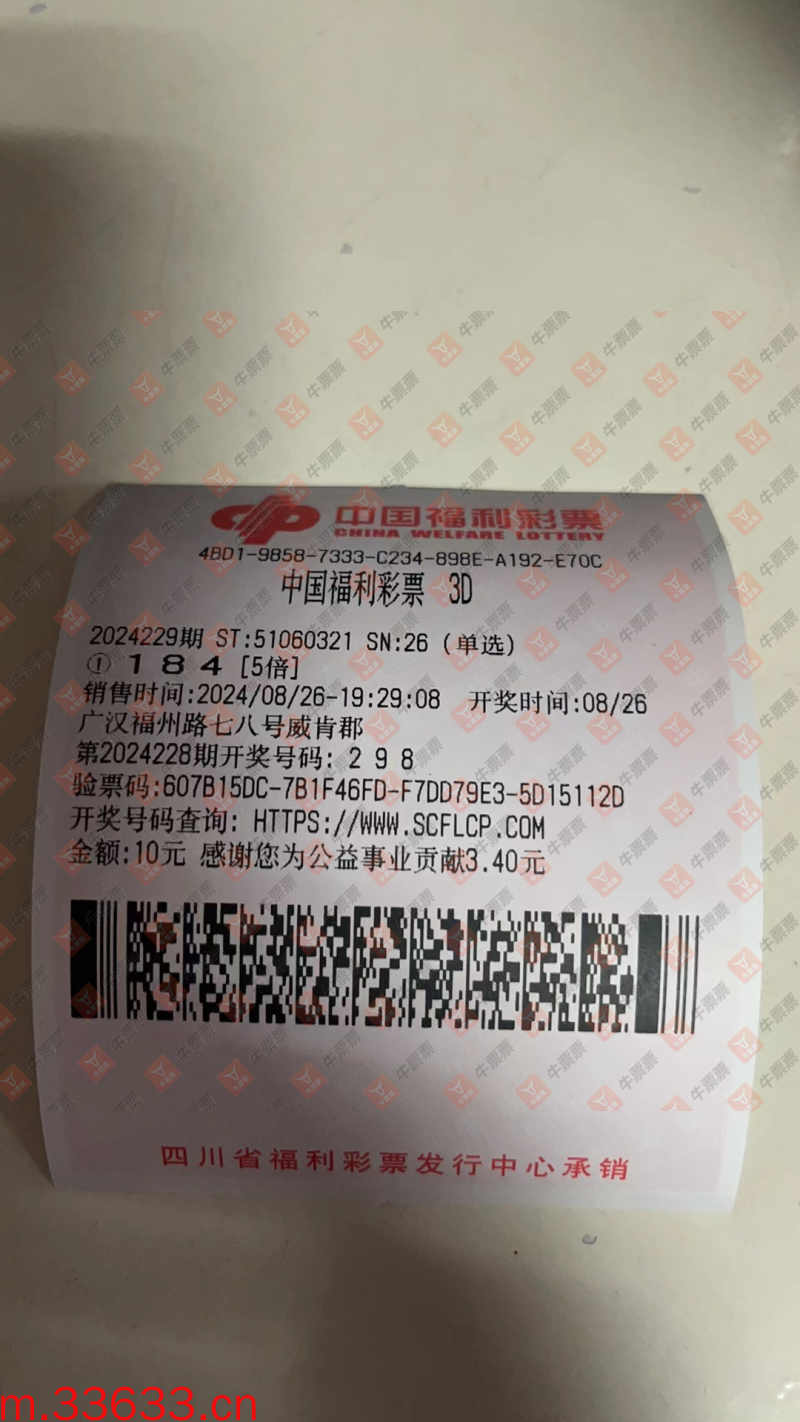 中国福利彩票
CHINA WELFARE LOTTERY
4BD1-9858-7333-C234-898E-A192-E70C
中国福利彩票 3D
2024229期 ST:51060321 SN:26 (单选)
① 1 8 4 [5倍]
销售时间:2024/08/26-19:29:08 开奖时间:08/26
广汉福州路七八号威肯郡
第2024228期开奖号码: 2 9 8
验票码:607B15DC-7B1F46FD-F7DD79E3-5D15112D
开奖号码查询: HTTPS://WWW.SCFLCP.COM
金额:10元 感谢您为公益事业贡献3.40元
四川省福利彩票发行中心承销
牛票票
m.33633.cn